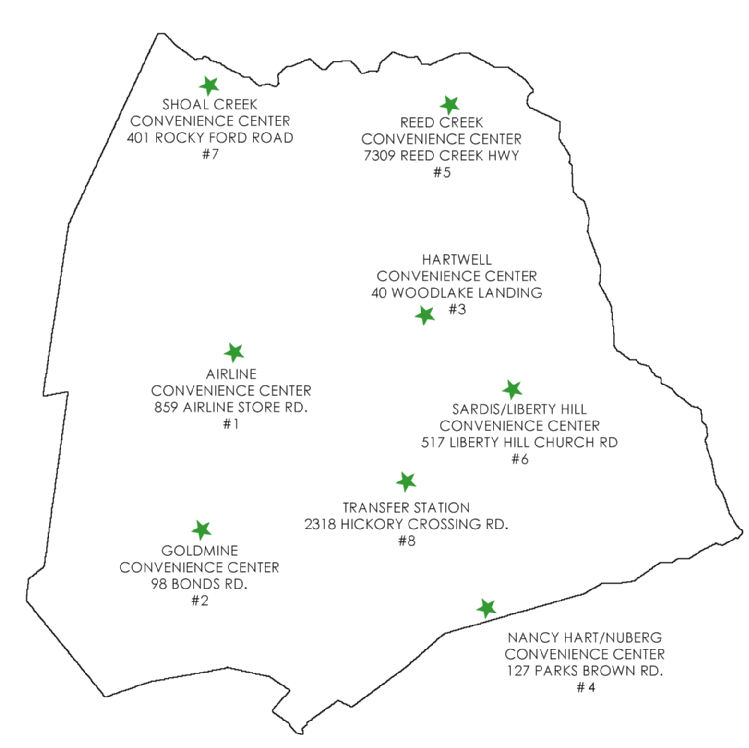 SHOAL CREEK
CONVENIENCE CENTER
401 ROCKY FORD ROAD
#7
REED CREEK
CONVENIENCE CENTER
7309 REED CREEK HWY
#5
HARTWELL
CONVENIENCE CENTER
40 WOODLAKE LANDING
#3
AIRLINE
CONVENIENCE CENTER
859 AIRLINE STORE RD.
#1
SARDIS/LIBERTY HILL
CONVENIENCE CENTER
517 LIBERTY HILL CHURCH RD
#6
TRANSFER STATION
2318 HICKORY CROSSING RD.
#8
GOLDMINE
CONVENIENCE CENTER
98 BONDS RD.
#2
NANCY HART/NUBERG
CONVENIENCE CENTER
127 PARKS BROWN RD.
#4